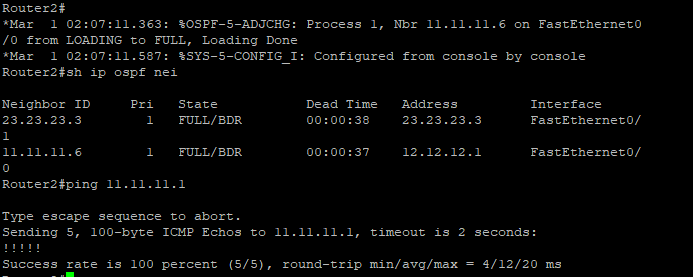 Router2#
*Mar  1 02:07:11.363: %OSPF-5-ADJCHG: Process 1, Nbr 11.11.11.6 on FastEthernet0
/0 from LOADING to FULL, Loading Done
*Mar  1 02:07:11.587: %SYS-5-CONFIG_I: Configured from console by console
Router2#sh ip ospf nei
Neighbor ID     Pri   State           Dead Time   Address         Interface
23.23.23.3        1   FULL/BDR        00:00:38    23.23.23.3      FastEthernet0/
1
11.11.11.6        1   FULL/BDR        00:00:37    12.12.12.1      FastEthernet0/
0
Router2#ping 11.11.11.1
Type escape sequence to abort.
Sending 5, 100-byte ICMP Echos to 11.11.11.1, timeout is 2 seconds:
!!!!!
Success rate is 100 percent (5/5), round-trip min/avg/max = 4/12/20 ms